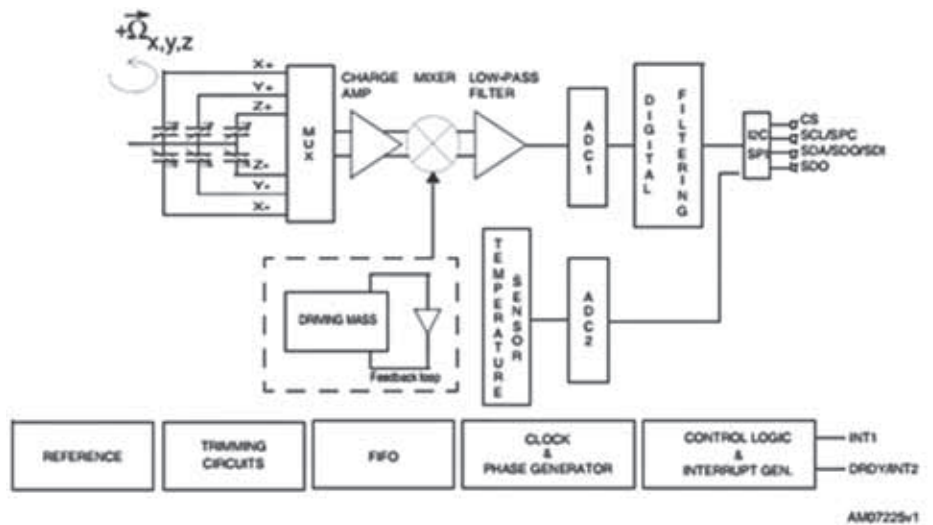 +Ω x,y,z
X+
Y+
Z+
Z-
Y-
X+
MUX
CHARGE AMP
MIXER
LOW-PASS FILTER
ADC1
DIGITAL FILTERING
I2C
SPI
CS
SCL/SPC
SDA/SDO/SDI
SDO
DRIVING MASS
Feedback loop
TEMPERATURE SENSOR
ADC2
REFERENCE
TRIMMING CIRCUITS
FIFO
CLOCK
&
PHASE GENERATOR
CONTROL LOGIC
&
INTERRUPT GEN.
INT1
DRDY/INT2
AM07225v1